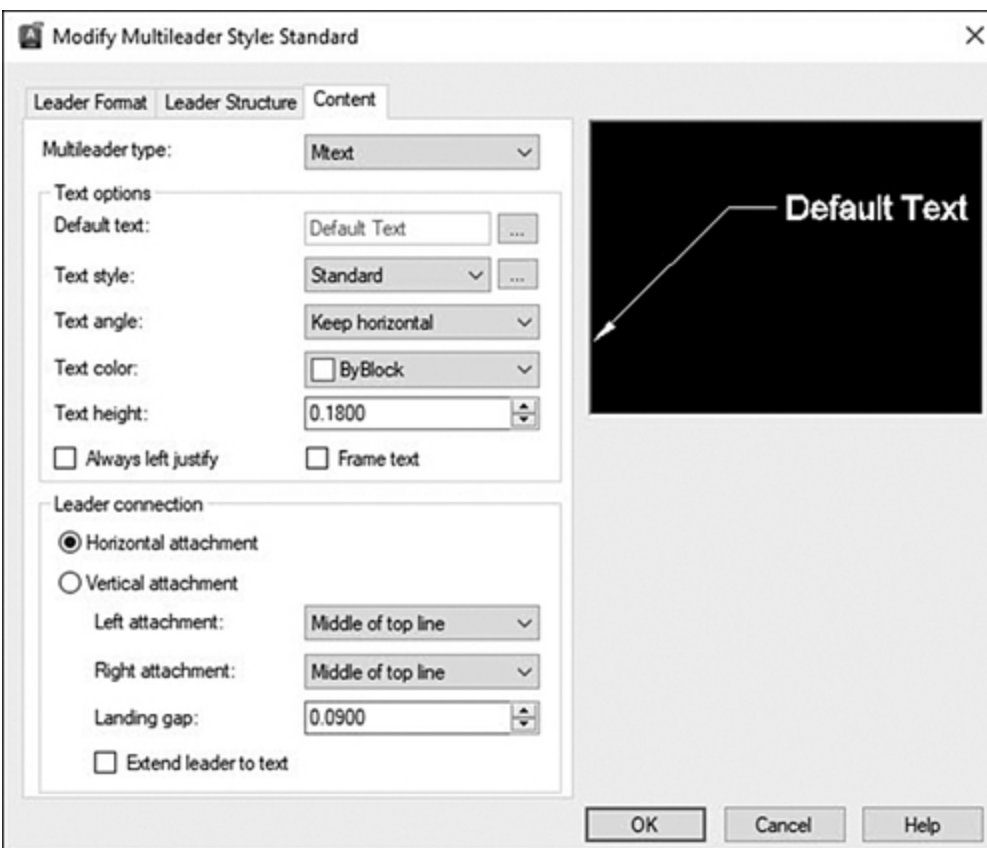 Modify Multileader Style: Standard
Leader Format Leader Structure Content
Multileader type: Mtext
Text options
Default text: Default Text ...
Text style: Standard ...
Text angle: Keep horizontal
Text color: ByBlock
Text height: 0.1800
Always left justify Frame text
Leader connection
Horizontal attachment
Vertical attachment
Left attachment: Middle of top line
Right attachment: Middle of top line
Landing gap: 0.0900
Extend leader to text
Default Text
OK Cancel Help